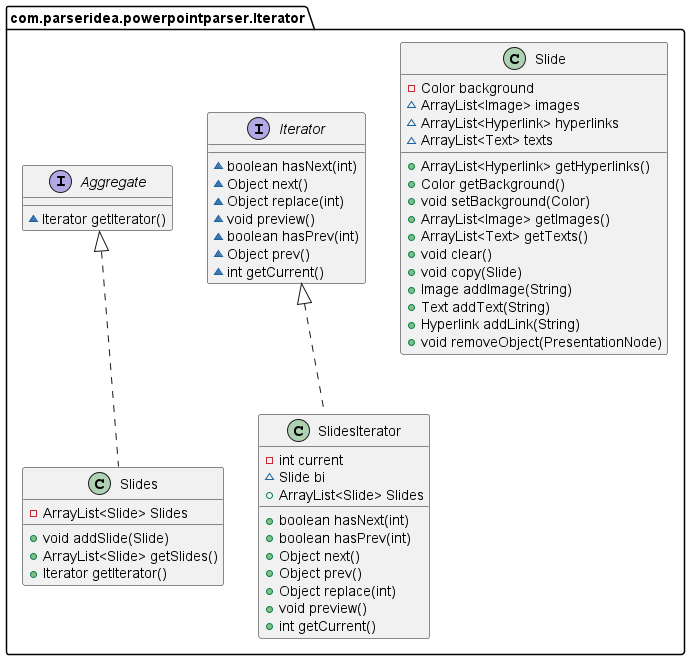 com.parseridea.powerpointparser.Iterator
C Slide
Color background
ArrayList<Image> images
ArrayList<Hyperlink> hyperlinks
ArrayList<Text> texts
ArrayList<Hyperlink> getHyperlinks()
Color getBackground()
void setBackground(Color)
ArrayList<Image> getImages()
ArrayList<Text> getTexts()
void clear()
void copy(Slide)
Image addImage(String)
Text addText(String)
Hyperlink addLink(String)
void removeObject(PresentationNode)
I Iterator
boolean hasNext(int)
Object next()
Object replace(int)
void preview()
boolean hasPrev(int)
Object prev()
int getCurrent()
I Aggregate
Iterator getIterator()
C Slides
ArrayList<Slide> Slides
void addSlide(Slide)
ArrayList<Slide> getSlides()
Iterator getIterator()
C SlidesIterator
int current
Slide bi
ArrayList<Slide> Slides
boolean hasNext(int)
boolean hasPrev(int)
Object next()
Object prev()
Object replace(int)
void preview()
int getCurrent()